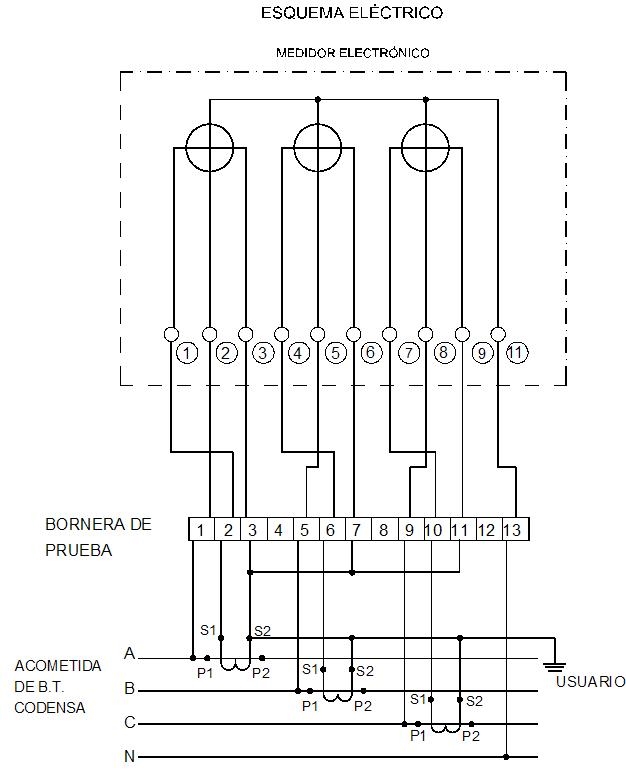 ESQUEMA ELÉCTRICO
MEDIDOR ELECTRÓNICO
1 2 3 4 5 6 7 8 9 11
BORNERA DE
PRUEBA
1 2 3 4 5 6 7 8 9 10 11 12 13
S1 S2
A
P1 P2
S1 S2
ACOMETIDA
DE B.T.
CODENSA
B
P1 P2
USUARIO
S1 S2
C
P1 P2
N